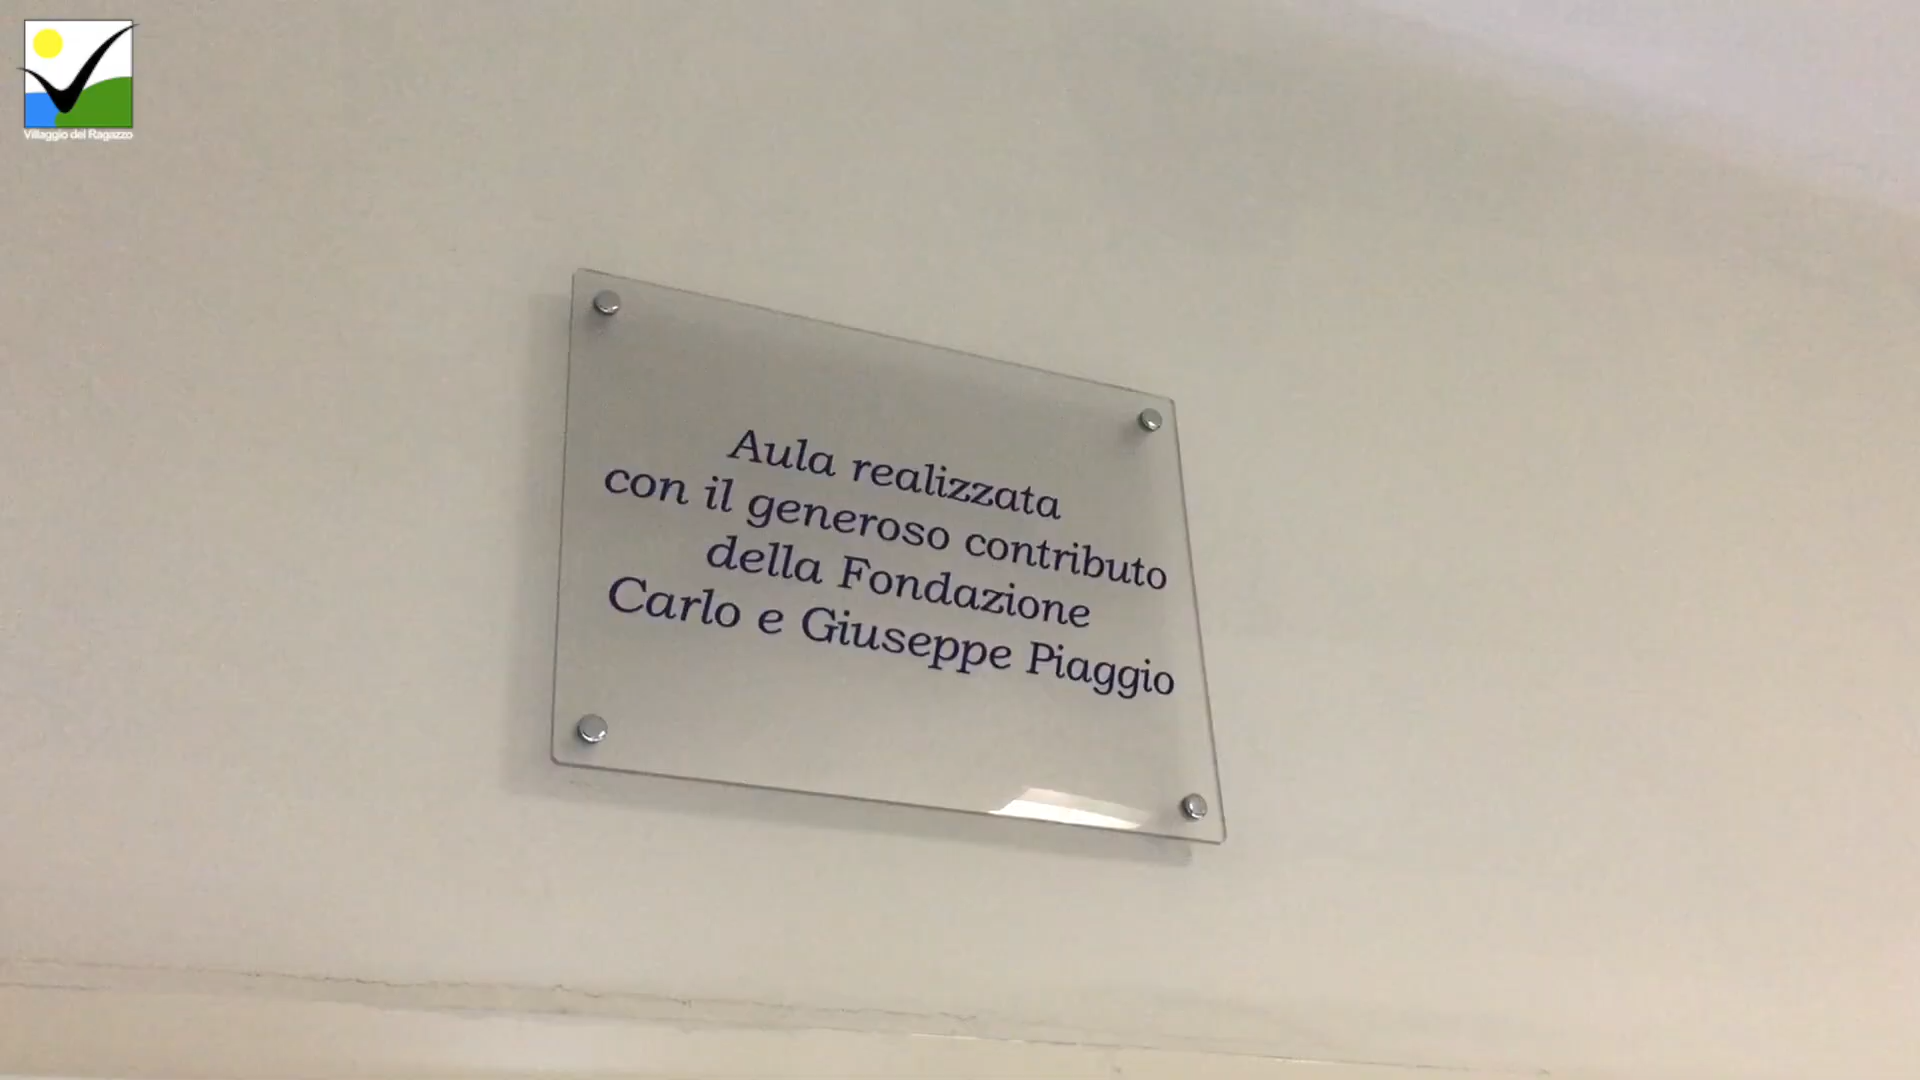 Villaggio del Ragazzo
Aula realizzata
con il generoso contributo
della Fondazione
Carlo e Giuseppe Piaggio